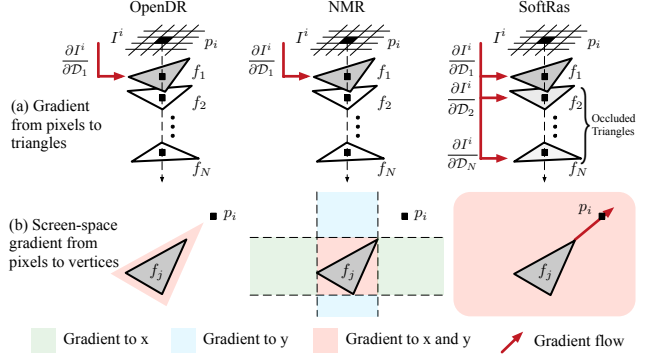 OpenDR NMR SoftRas
I^i p_i I^i p_i I^i p_i
∂I^i/∂D_1 f_1 ∂I^i/∂D_1 f_1 ∂I^i/∂D_1 f_1
f_2 f_2 ∂I^i/∂D_2 f_2
(a) Gradient
from pixels to
triangles
Occluded
Triangles
f_N f_N ∂I^i/∂D_N f_N
(b) Screen-space
gradient from
pixels to vertices
p_i p_i p_i
f_j f_j f_j
Gradient to x Gradient to y Gradient to x and y Gradient flow